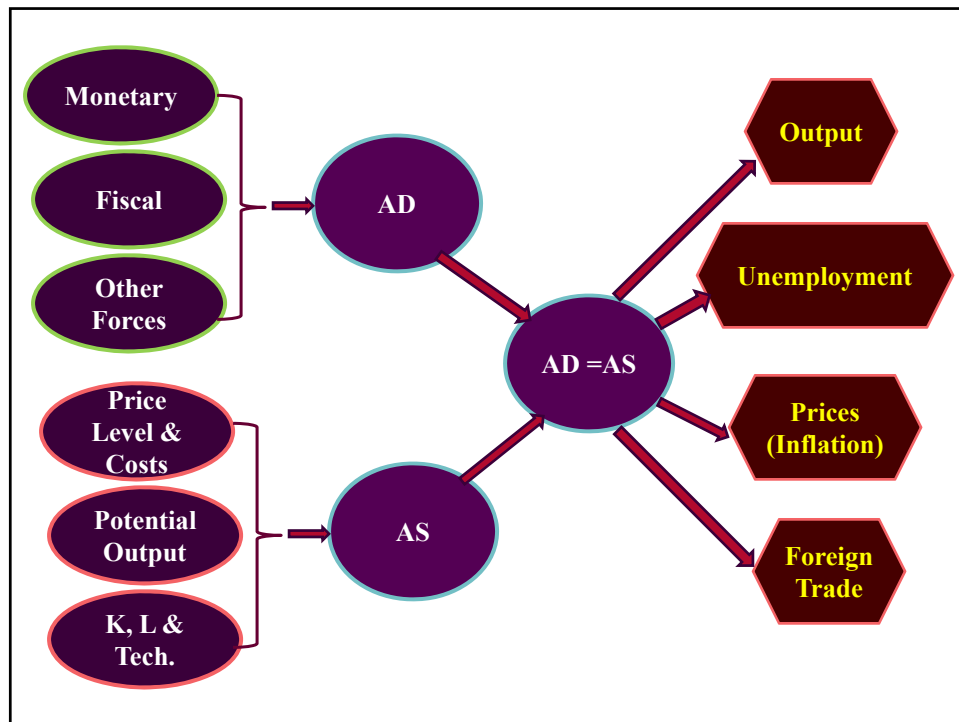 Monetary
Fiscal
Other
Forces
Price
Level &
Costs
Potential
Output
K, L &
Tech.
AD
AS
AD =AS
Output
Unemployment
Prices
(Inflation)
Foreign
Trade